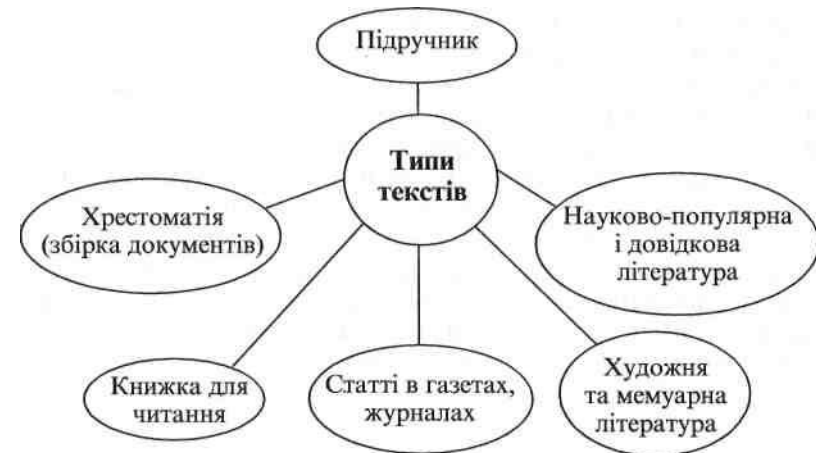 Підручник
Типи
текстів
Хрестоматія
(збірка документів)
Науково-популярна
і довідкова
література
Книжка для
читання
Статті в газетах,
журналах
Художня
та мемуарна
література